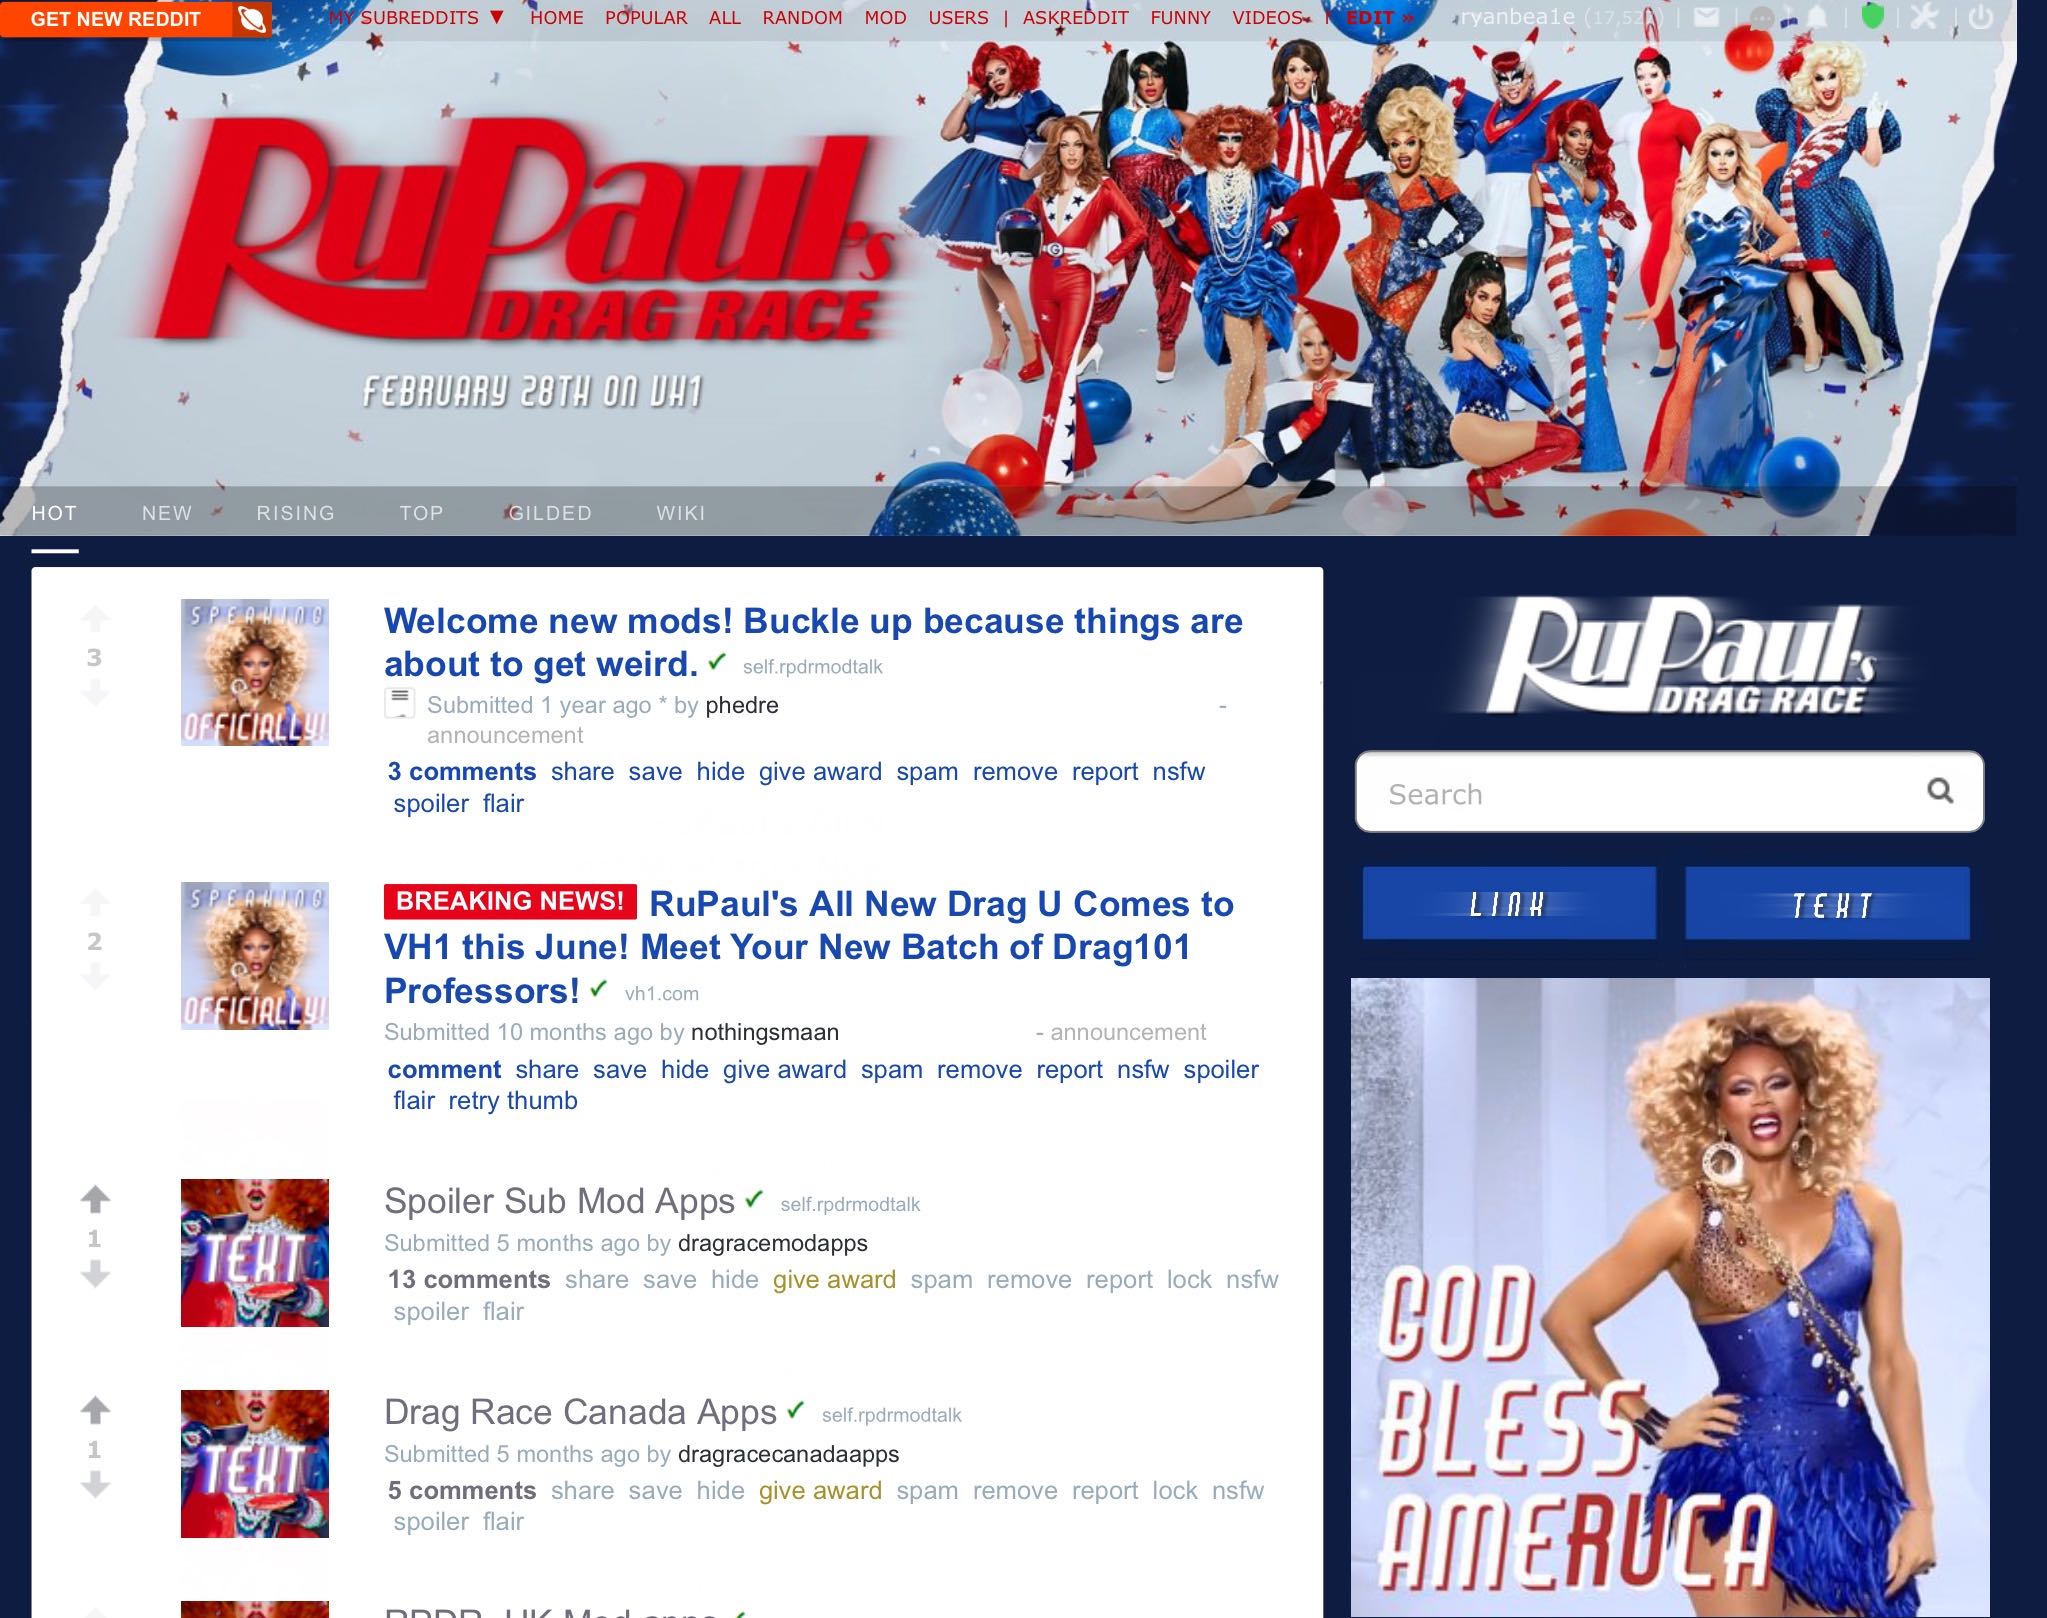 GET NEW REDDIT
MY SUBREDDITS ▼ HOME POPULAR ALL RANDOM MOD USERS | ASKREDDIT FUNNY VIDEOS | EDIT »
ryanbea1e
RuPaul's
DRAG RACE
FEBRUARY 28TH ON VH1
HOT NEW RISING TOP GILDED WIKI
SPEAKING
OFFICIALLY!
3
Welcome new mods! Buckle up because things are
about to get weird. ✓ self.rpdrmodtalk
Submitted 1 year ago * by phedre -
announcement
3 comments share save hide give award spam remove report nsfw
spoiler flair
SPEAKING
OFFICIALLY!
2
BREAKING NEWS! RuPaul's All New Drag U Comes to
VH1 this June! Meet Your New Batch of Drag101
Professors! ✓ vh1.com
Submitted 10 months ago by nothingsmaan - announcement
comment share save hide give award spam remove report nsfw spoiler
flair retry thumb
TEXT
1
Spoiler Sub Mod Apps ✓ self.rpdrmodtalk
Submitted 5 months ago by dragracemodapps
13 comments share save hide give award spam remove report lock nsfw
spoiler flair
TEXT
1
Drag Race Canada Apps ✓ self.rpdrmodtalk
Submitted 5 months ago by dragracecanadaapps
5 comments share save hide give award spam remove report lock nsfw
spoiler flair
RuPaul's
DRAG RACE
Search
LINK
TEXT
GOD
BLESS
AMERUCA